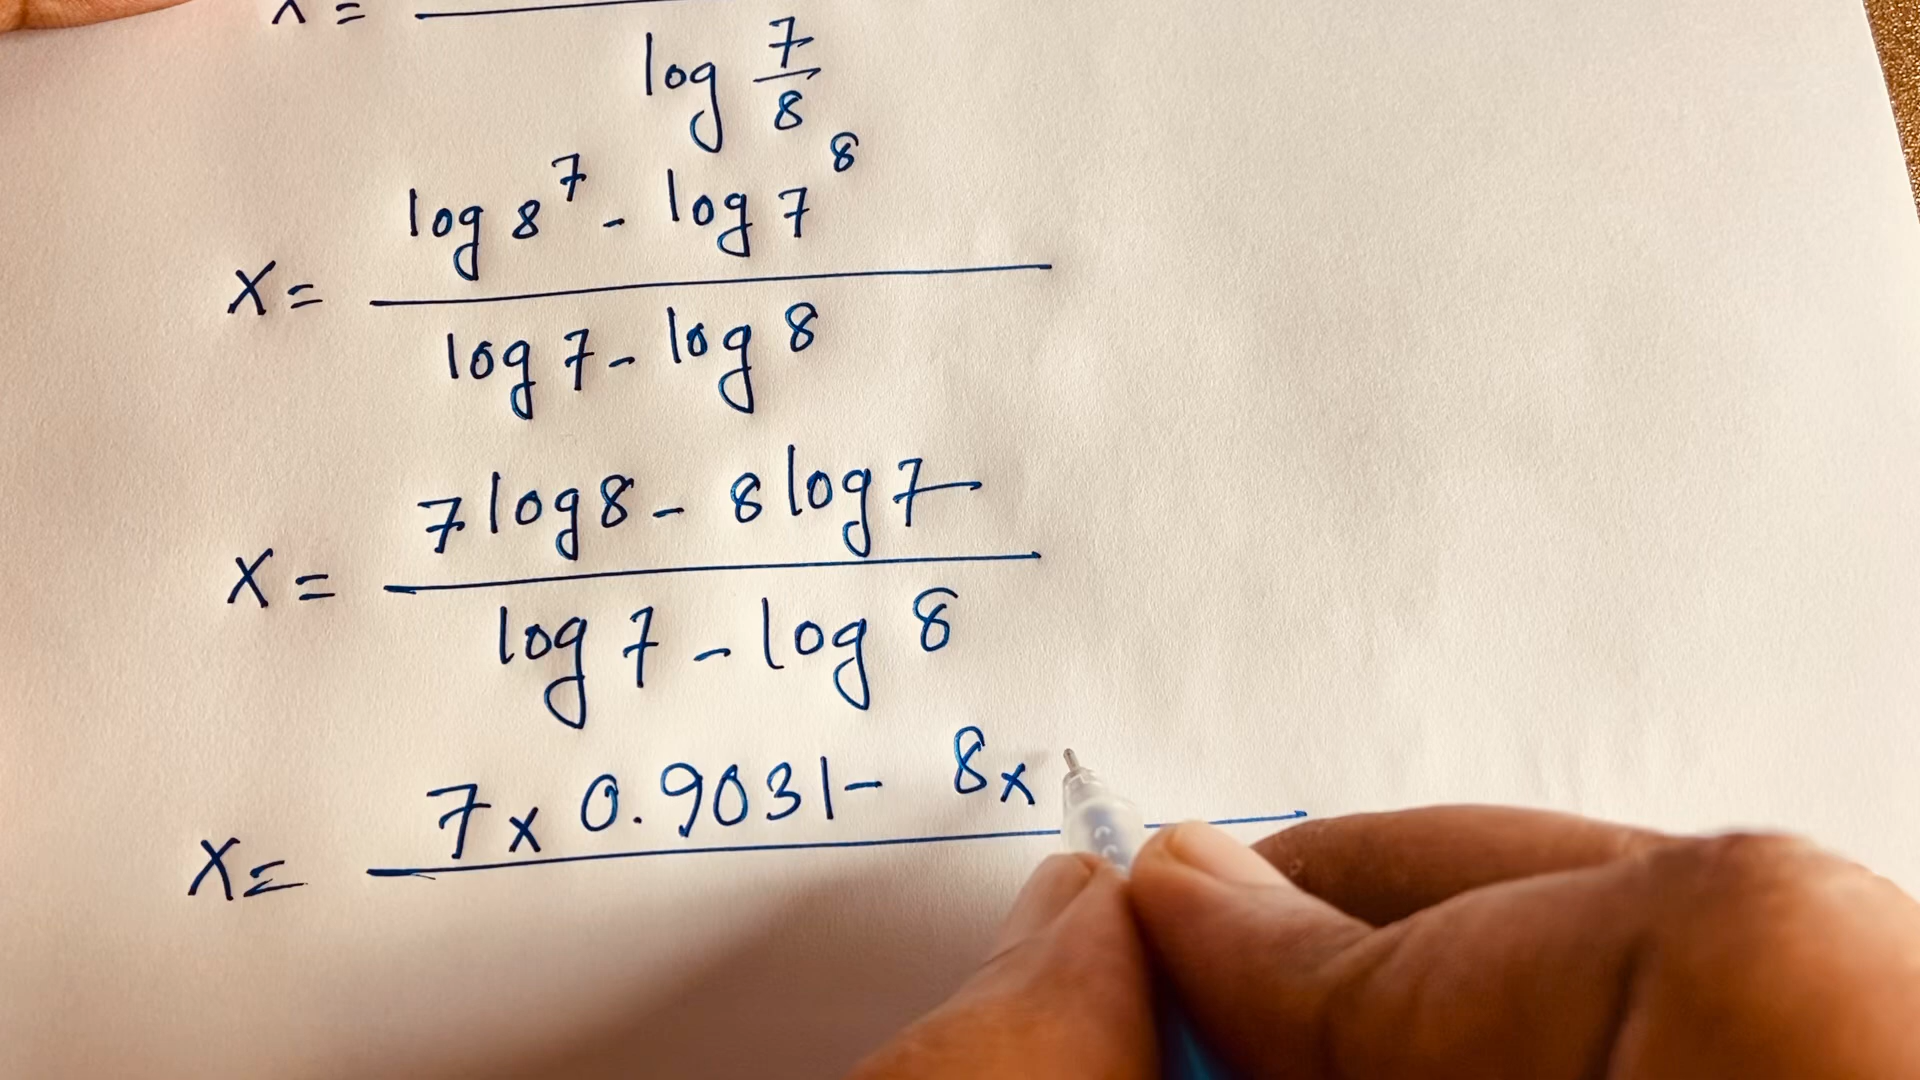 x =
log 7/8
x = (log 8^7 - log 7^8) / (log 7 - log 8)
x = (7 log 8 - 8 log 7) / (log 7 - log 8)
x = 7 x 0.9031 - 8 x